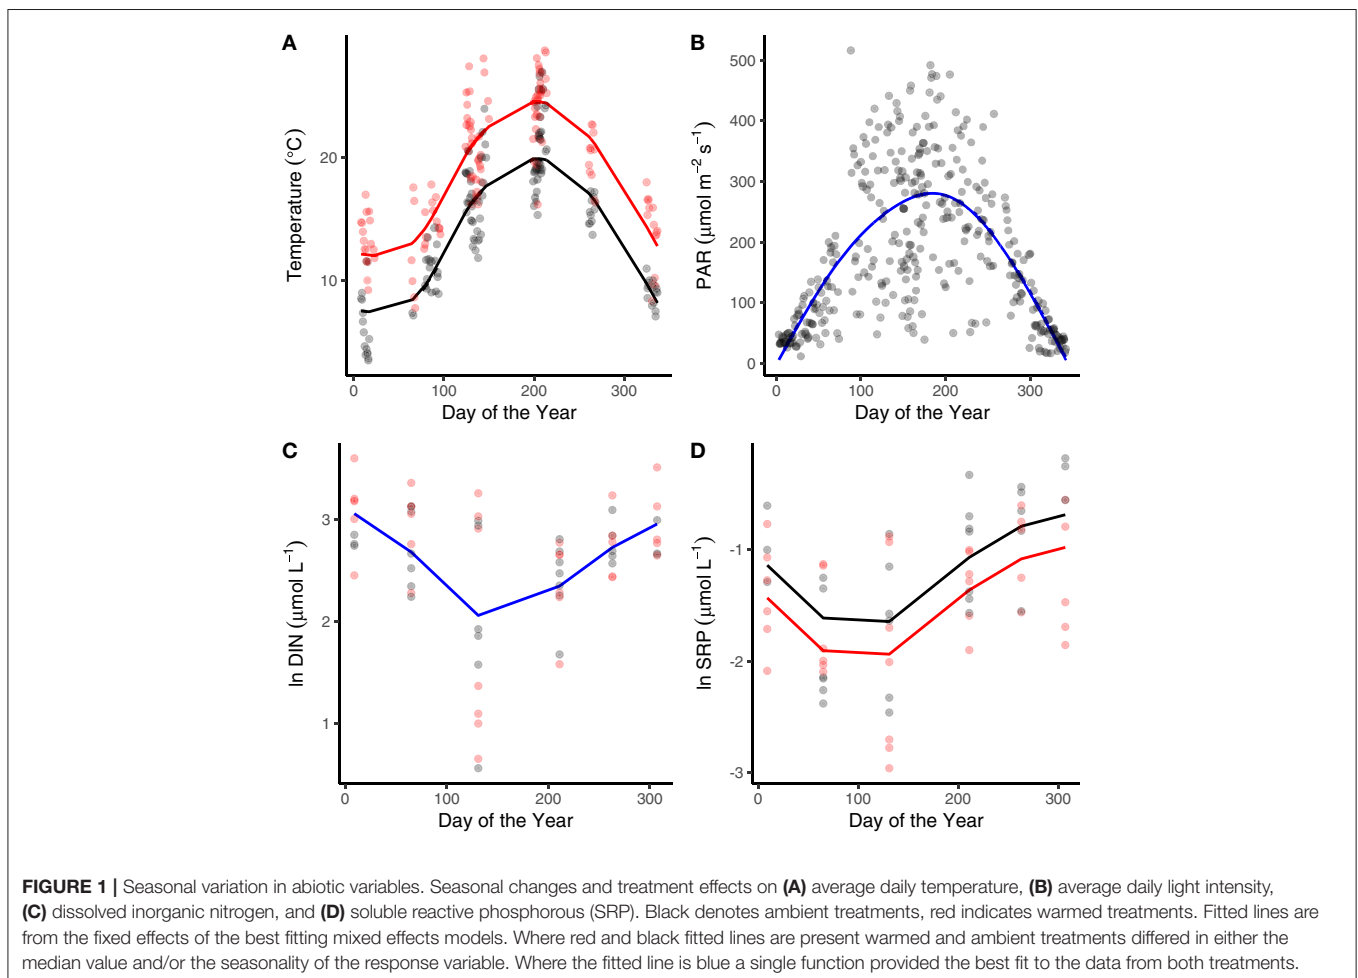 A
Temperature (°C)
20
10
0
100
200
300
Day of the Year
B
PAR (μmol m⁻² s⁻¹)
500
400
300
200
100
0
0
100
200
300
Day of the Year
C
ln DIN (μmol L⁻¹)
3
2
1
0
100
200
300
Day of the Year
D
ln SRP (μmol L⁻¹)
-1
-2
-3
0
100
200
300
Day of the Year
FIGURE 1 | Seasonal variation in abiotic variables. Seasonal changes and treatment effects on (A) average daily temperature, (B) average daily light intensity,
(C) dissolved inorganic nitrogen, and (D) soluble reactive phosphorous (SRP). Black denotes ambient treatments, red indicates warmed treatments. Fitted lines are
from the fixed effects of the best fitting mixed effects models. Where red and black fitted lines are present warmed and ambient treatments differed in either the
median value and/or the seasonality of the response variable. Where the fitted line is blue a single function provided the best fit to the data from both treatments.